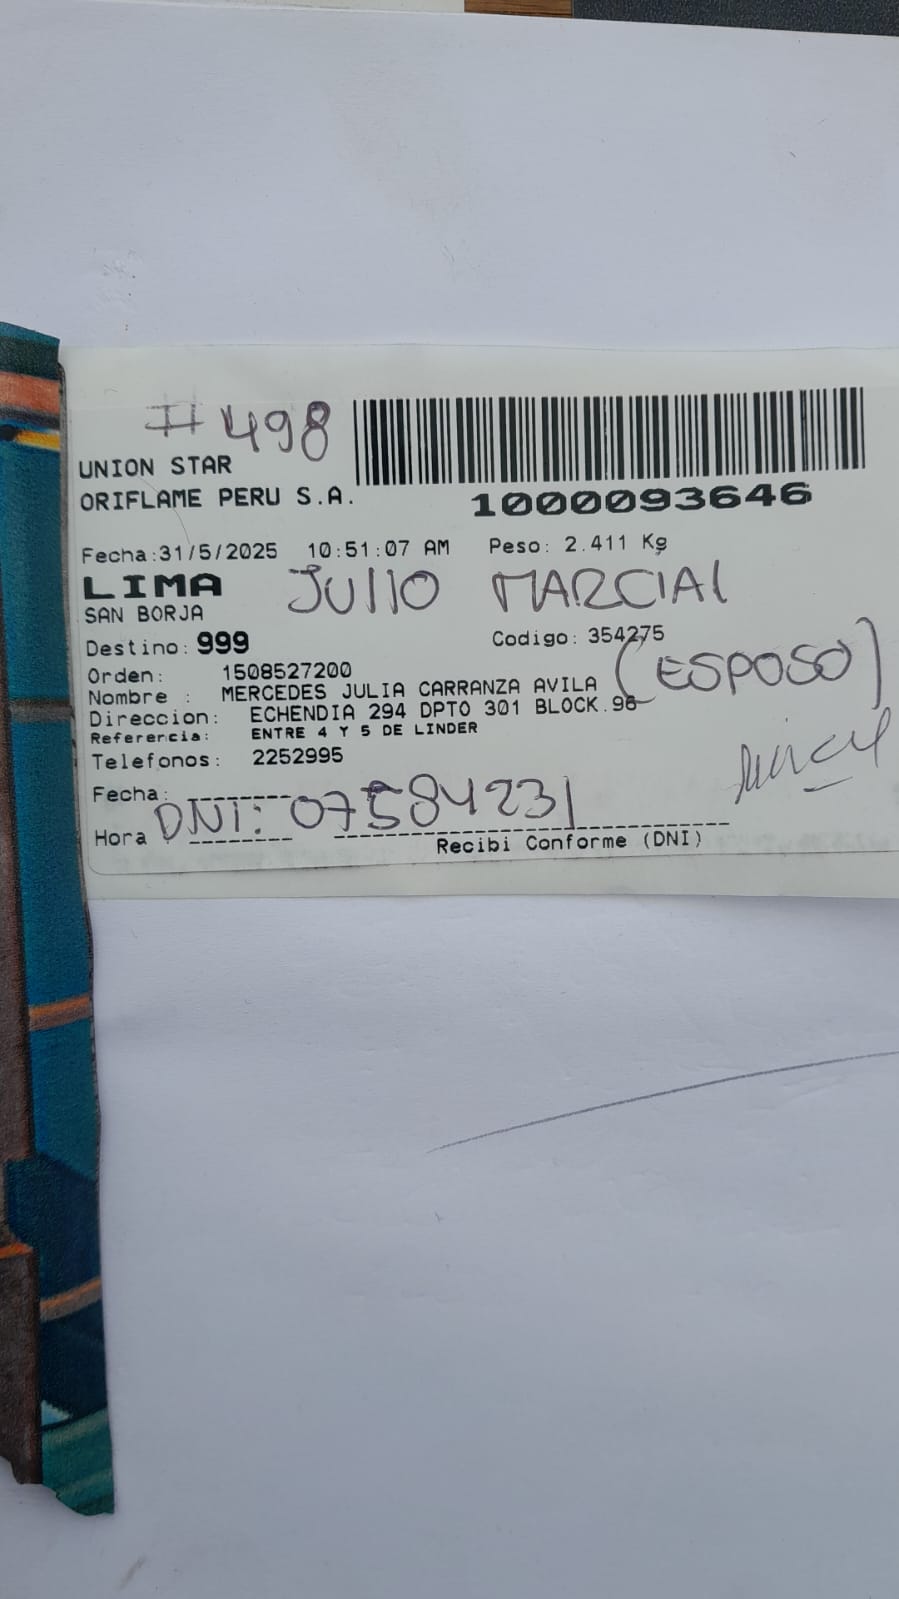 #498
UNION STAR
ORIFLAME PERU S.A.
1000093646
Fecha:31/5/2025 10:51:07 AM Peso: 2.411 Kg
LIMA JULIO MARCIAL
SAN BORJA
Destino: 999 Codigo: 354275
Orden: 1508527200 (ESPOSO)
Nombre : MERCEDES JULIA CARRANZA AVILA
Direccion: ECHENDIA 294 DPTO 301 BLOCK.96
Referencia: ENTRE 4 Y 5 DE LINDER
Telefonos: 2252995
Fecha:
DNI: 07584231
Hora
Recibi Conforme (DNI)